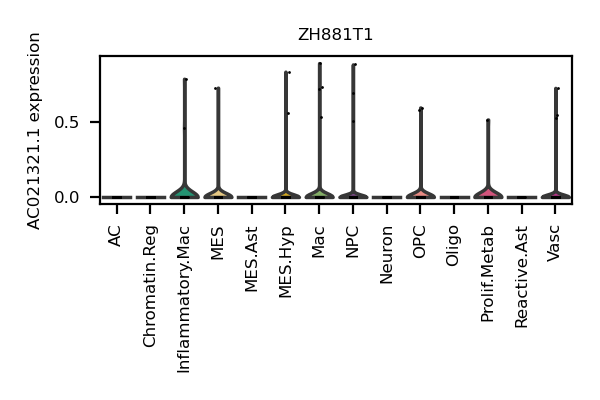 ZH881T1
AC021321.1 expression
0.5
0.0
AC
Chromatin.Reg
Inflammatory.Mac
MES
MES.Ast
MES.Hyp
Mac
NPC
Neuron
OPC
Oligo
Prolif.Metab
Reactive.Ast
Vasc